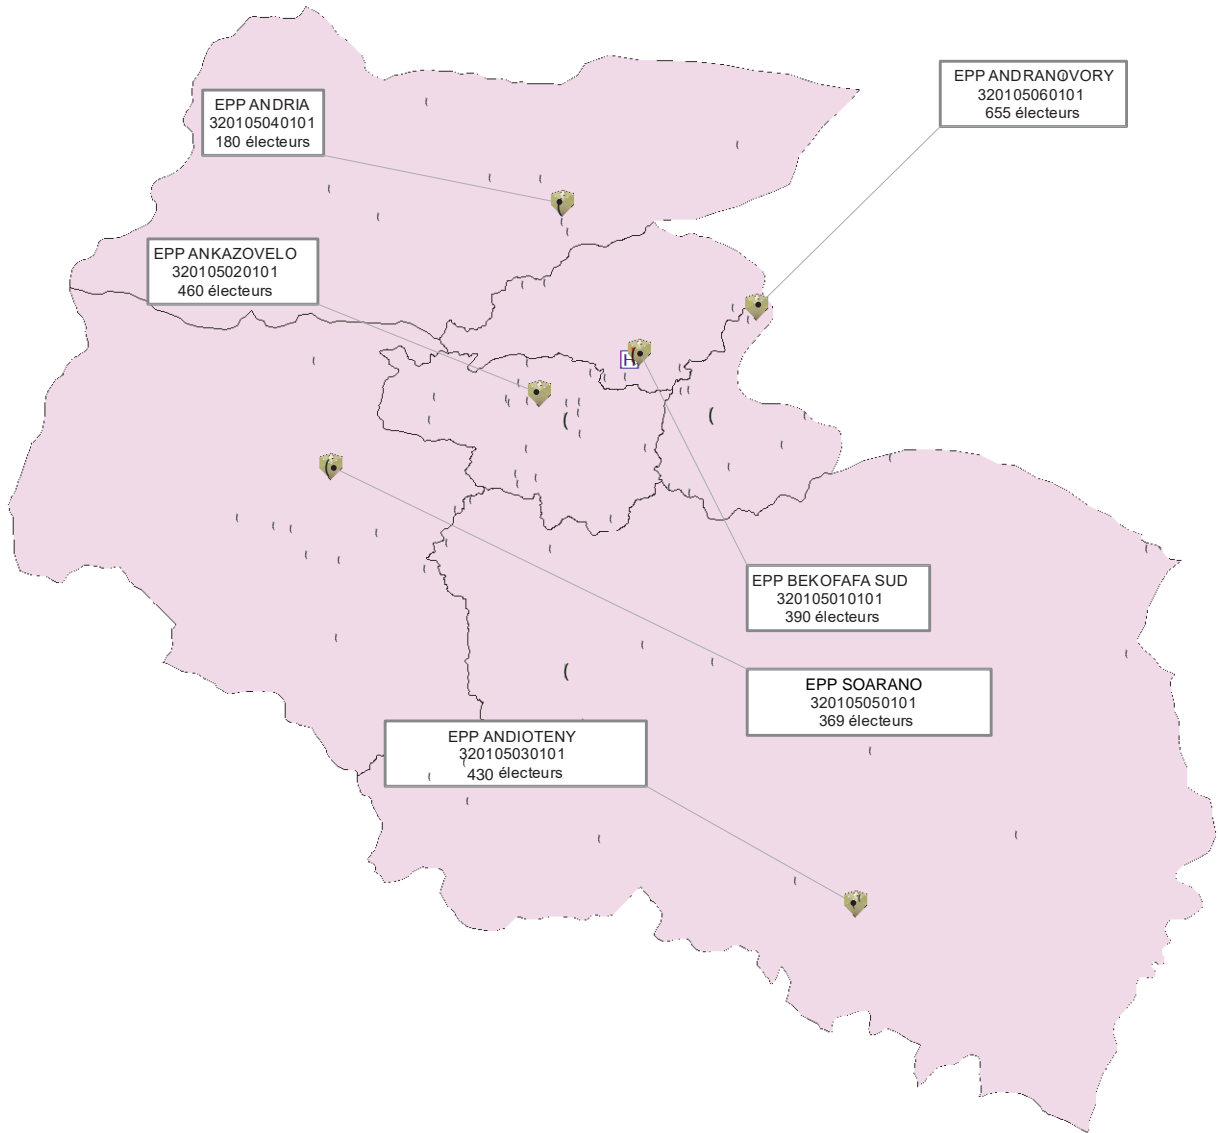 EPP ANDRANOVORY
320105060101
655 électeurs
EPP ANDRIA
320105040101
180 électeurs
EPP ANKAZOVELO
320105020101
460 électeurs
H
EPP BEKOFAFA SUD
320105010101
390 électeurs
EPP SOARANO
320105050101
369 électeurs
EPP ANDIOTENY
320105030101
430 électeurs